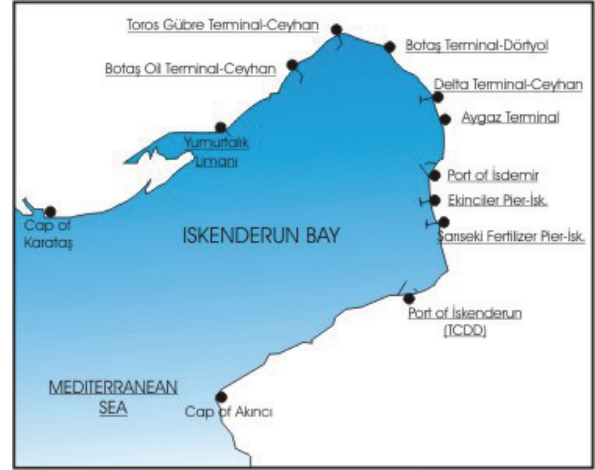 Toros Gübre Terminal-Ceyhan
Botaş Terminal-Dörtyol
Botaş Oil Terminal-Ceyhan
Delta Terminal-Ceyhan
Aygaz Terminal
Yumurtalık
Limanı
Port of İsdemir
Ekinciler Pier-İsk.
Cap of
Karataş
ISKENDERUN BAY
Sarıseki Fertilizer Pier-İsk.
Port of İskenderun
(TCDD)
MEDITERRANEAN
SEA
Cap of Akıncı